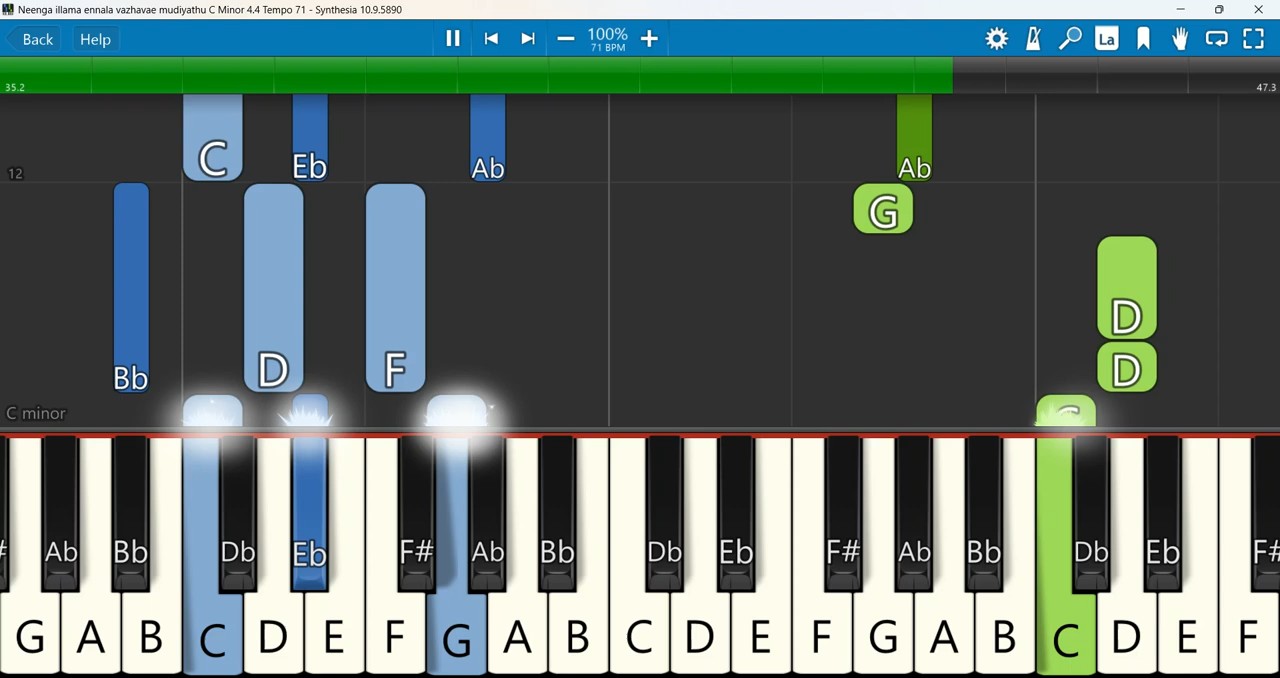 Neenga illama ennala vazhavae mudiyathu C Minor 4.4 Tempo 71 - Synthesia 10.9.5890
Back Help 100% La
71 BPM
35.2 47.3
C Eb Ab Ab
12
G
Bb D F D
D
C minor
Ab Bb Db Eb F# Ab Bb Db Eb F# Ab Bb Db Eb F#
G A B C D E F G A B C D E F G A B C D E F